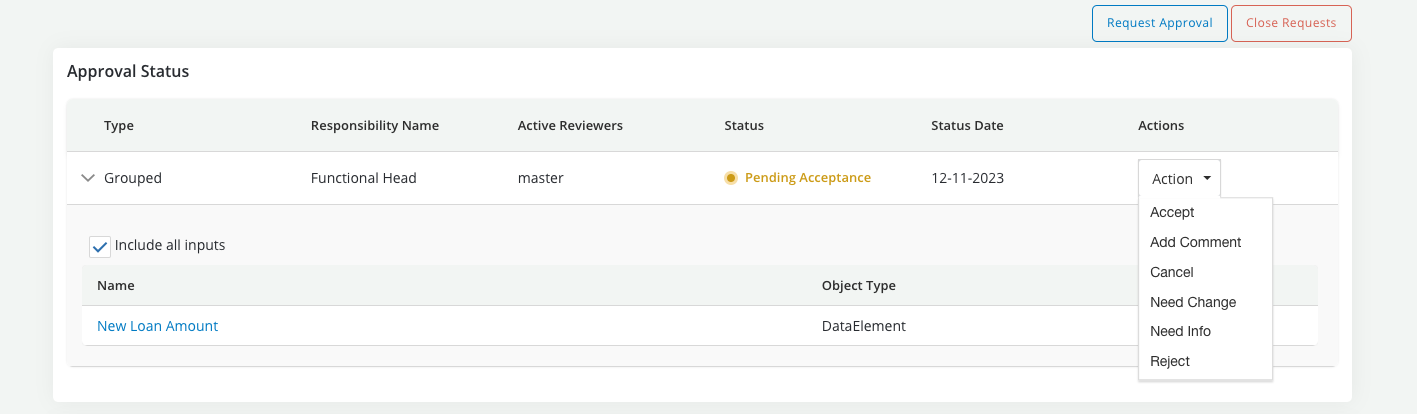 Request Approval Close Requests
Approval Status
Type Responsibility Name Active Reviewers Status Status Date Actions
Grouped Functional Head master Pending Acceptance 12-11-2023 Action
Accept
Include all inputs Add Comment
Cancel
Name Object Type
Need Change
New Loan Amount DataElement Need Info
Reject